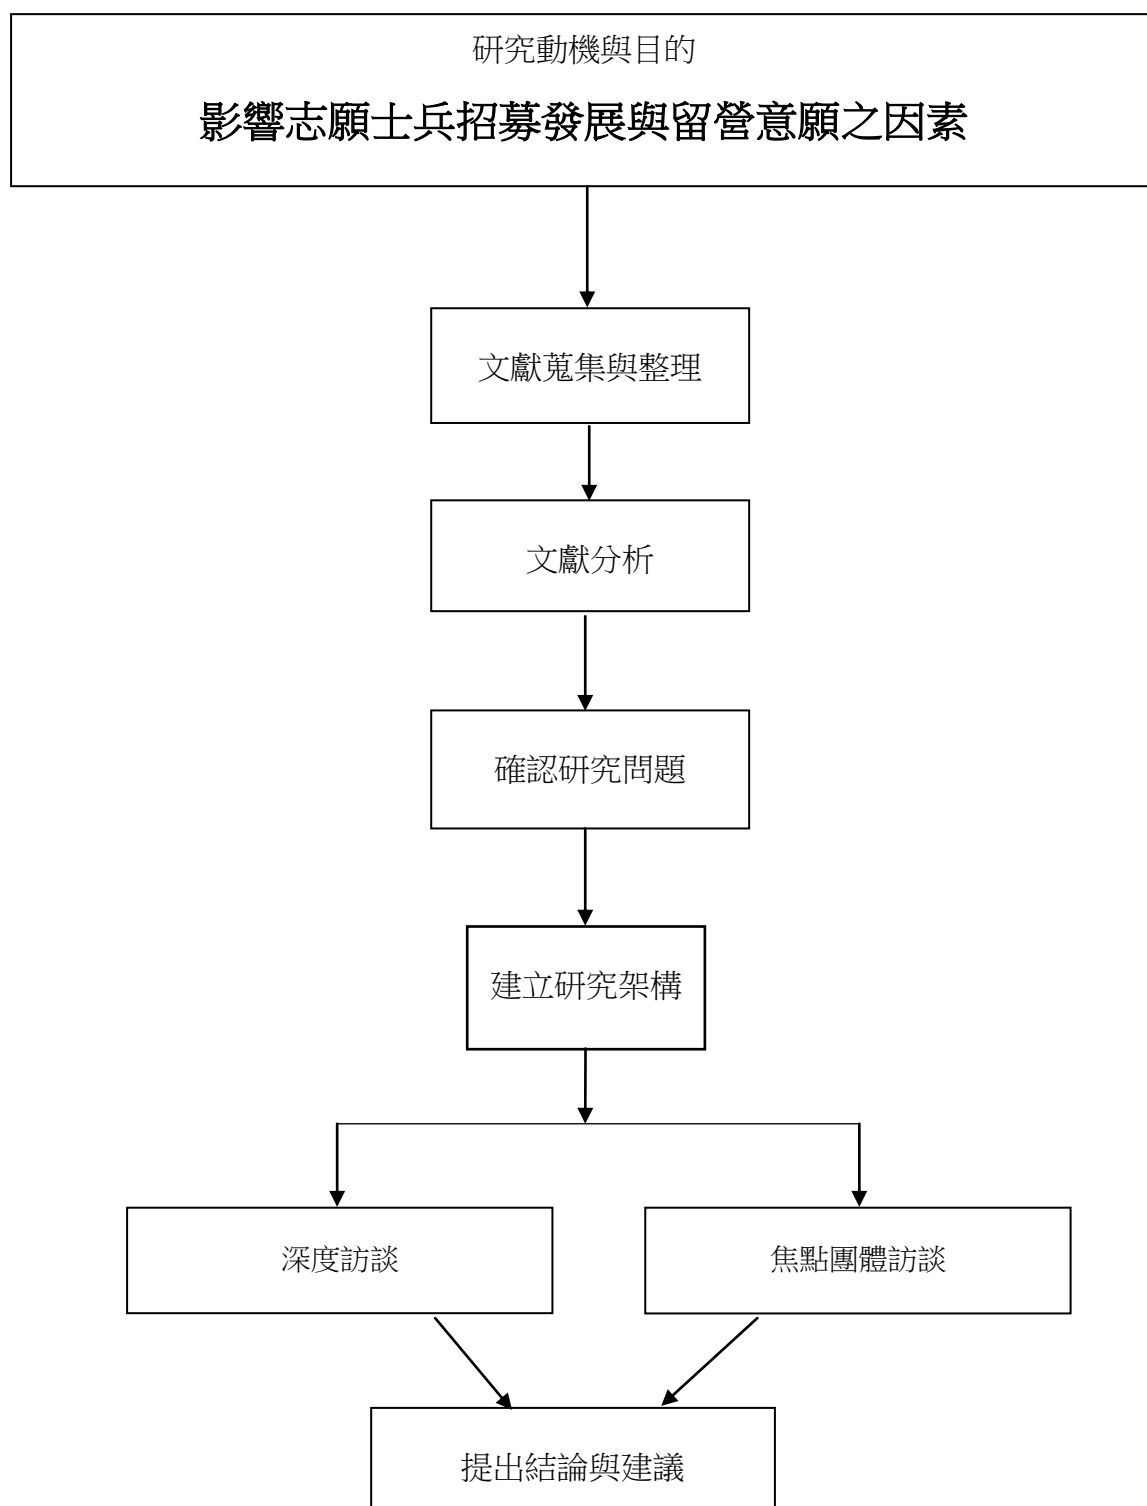 研究動機與目的
影響志願士兵招募發展與留營意願之因素
文獻蒐集與整理
文獻分析
確認研究問題
建立研究架構
深度訪談
焦點團體訪談
提出結論與建議